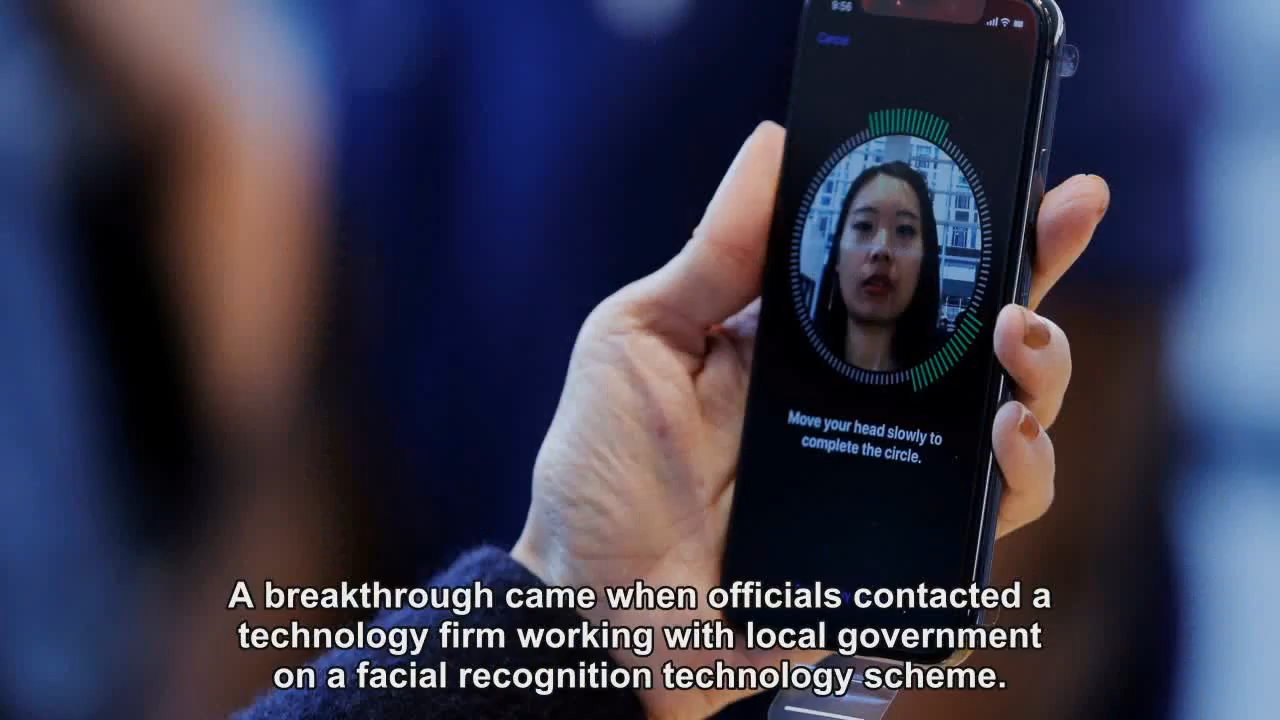 9:56
Cancel
Move your head slowly to
complete the circle.
A breakthrough came when officials contacted a
technology firm working with local government
on a facial recognition technology scheme.